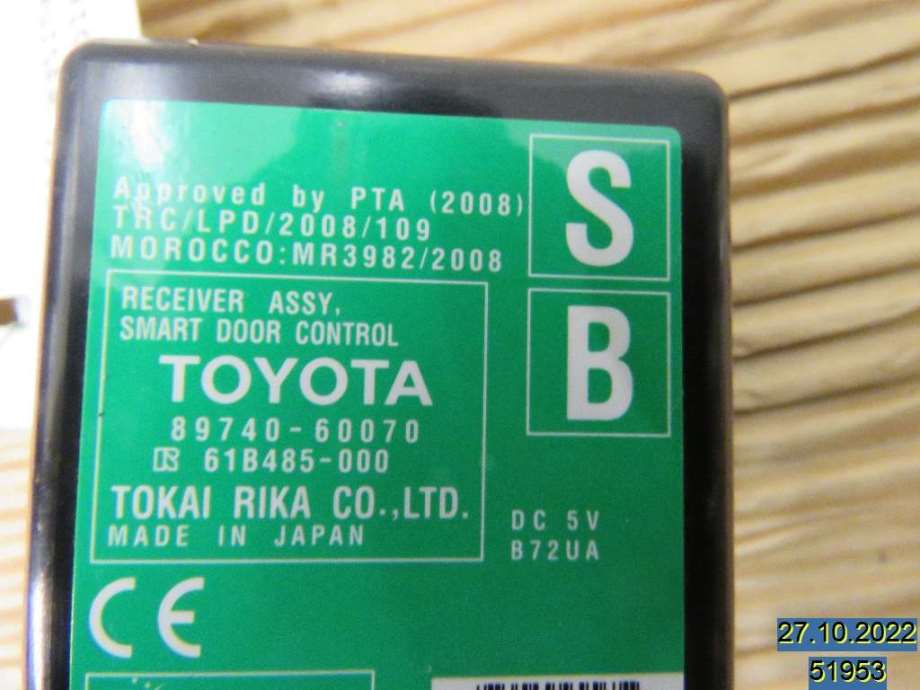 Approved by PTA (2008)
TRC/LPD/2008/109
MOROCCO:MR3982/2008
S
B
RECEIVER ASSY,
SMART DOOR CONTROL
TOYOTA
89740-60070
61B485-000
TOKAI RIKA CO.,LTD.
MADE IN JAPAN
DC 5V
B72UA
CE
27.10.2022
51953